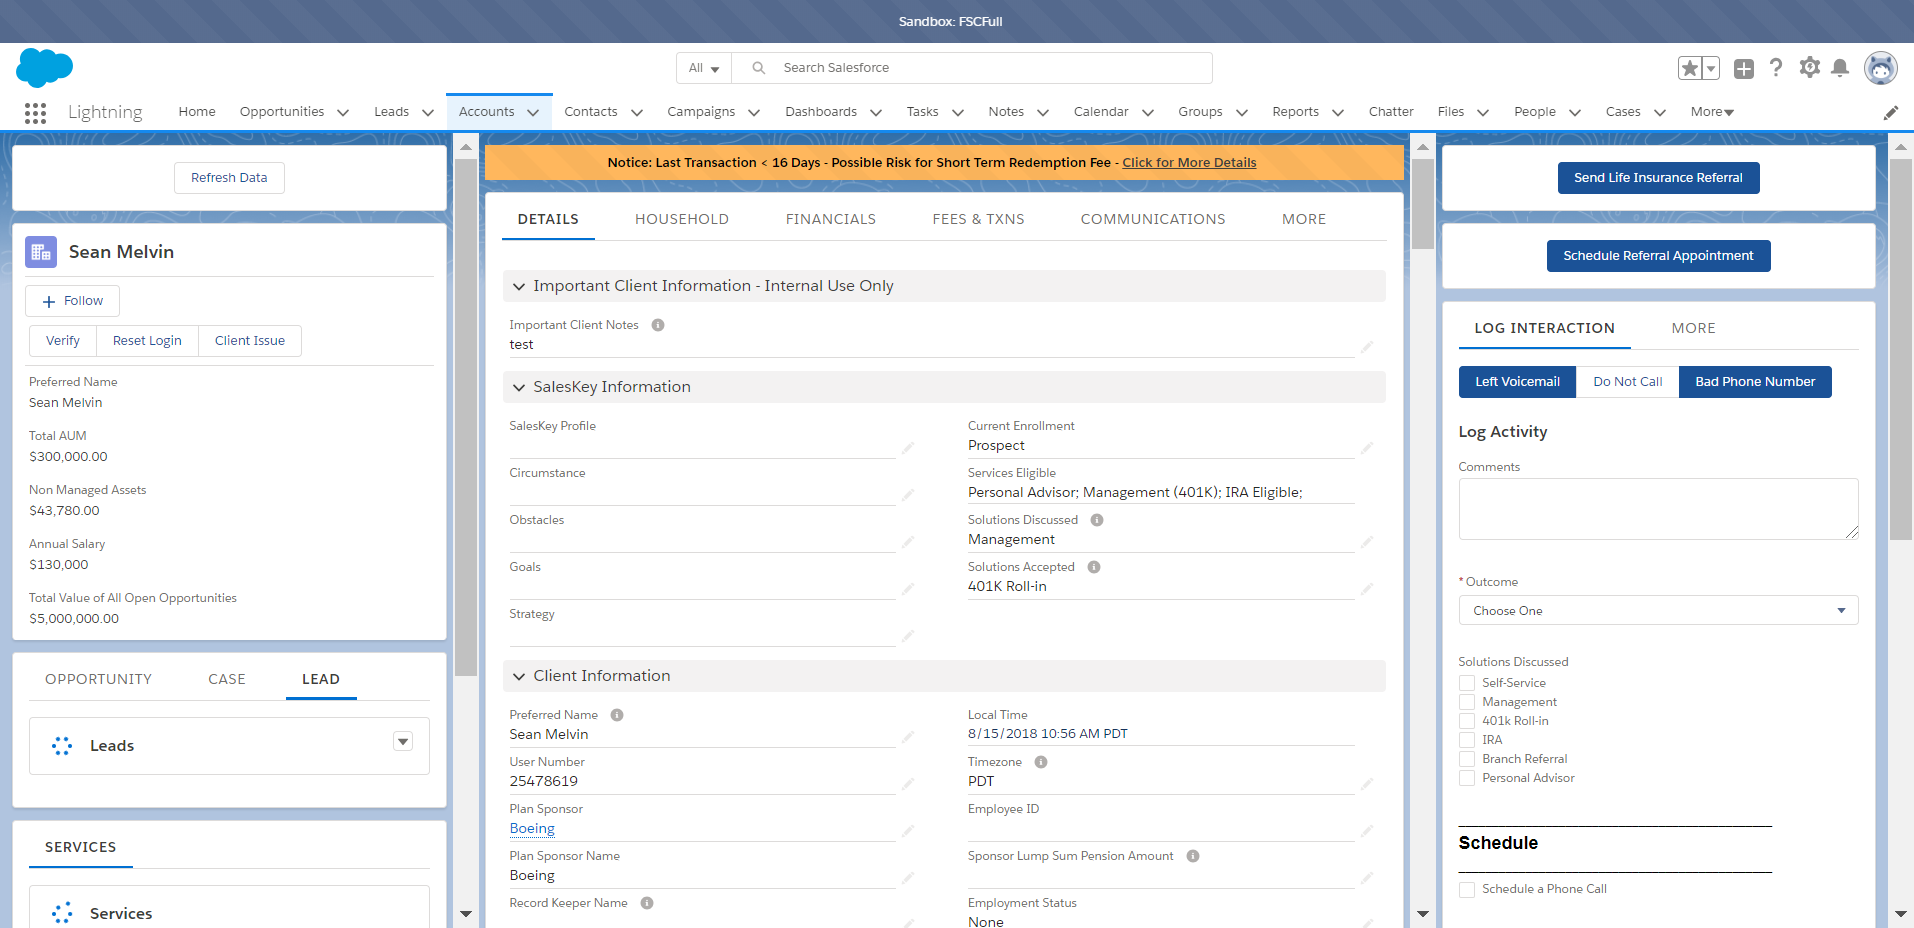 Sandbox: FSCFull
All
Search Salesforce
Lightning
Home
Opportunities
Leads
Accounts
Contacts
Campaigns
Dashboards
Tasks
Notes
Calendar
Groups
Reports
Chatter
Files
People
Cases
More
Refresh Data
Sean Melvin
Follow
Verify
Reset Login
Client Issue
Preferred Name
Sean Melvin
Total AUM
$300,000.00
Non Managed Assets
$43,780.00
Annual Salary
$130,000
Total Value of All Open Opportunities
$5,000,000.00
OPPORTUNITY
CASE
LEAD
Leads
SERVICES
Services
Notice: Last Transaction < 16 Days - Possible Risk for Short Term Redemption Fee - Click for More Details
DETAILS
HOUSEHOLD
FINANCIALS
FEES & TXNS
COMMUNICATIONS
MORE
Important Client Information - Internal Use Only
Important Client Notes
test
SalesKey Information
SalesKey Profile
Circumstance
Obstacles
Goals
Strategy
Current Enrollment
Prospect
Services Eligible
Personal Advisor; Management (401K); IRA Eligible;
Solutions Discussed
Management
Solutions Accepted
401K Roll-in
Client Information
Preferred Name
Sean Melvin
User Number
25478619
Plan Sponsor
Boeing
Plan Sponsor Name
Boeing
Record Keeper Name
Local Time
8/15/2018 10:56 AM PDT
Timezone
PDT
Employee ID
Sponsor Lump Sum Pension Amount
Employment Status
None
Send Life Insurance Referral
Schedule Referral Appointment
LOG INTERACTION
MORE
Left Voicemail
Do Not Call
Bad Phone Number
Log Activity
Comments
*Outcome
Choose One
Solutions Discussed
Self-Service
Management
401k Roll-in
IRA
Branch Referral
Personal Advisor
Schedule
Schedule a Phone Call